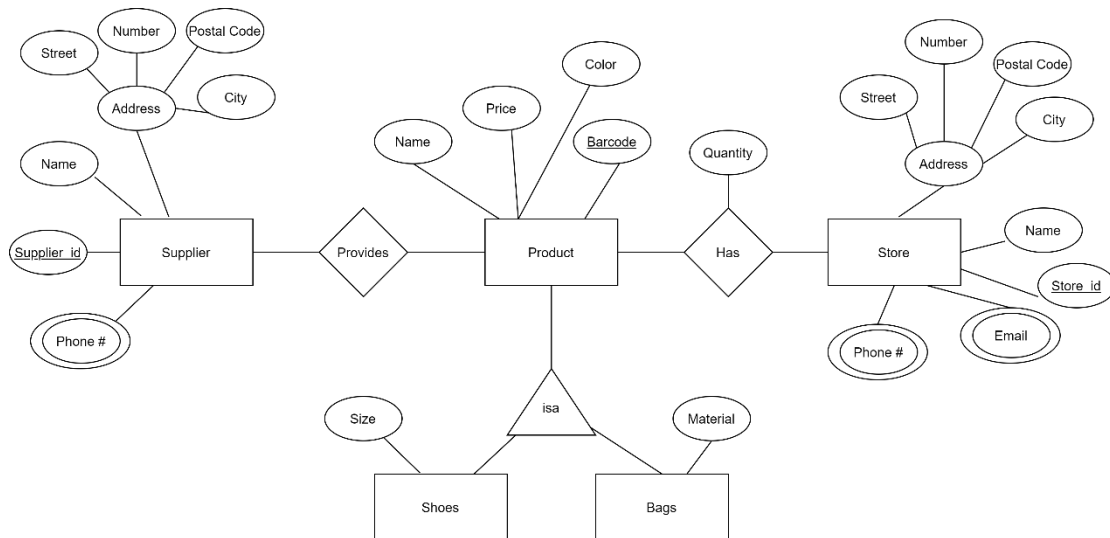 Number
Postal Code
Street
City
Address
Name
Supplier_id
Supplier
Phone #
Provides
Color
Price
Name
Barcode
Product
Quantity
Has
Number
Postal Code
Street
City
Address
Store
Name
Store_id
Email
Phone #
isa
Size
Material
Shoes
Bags